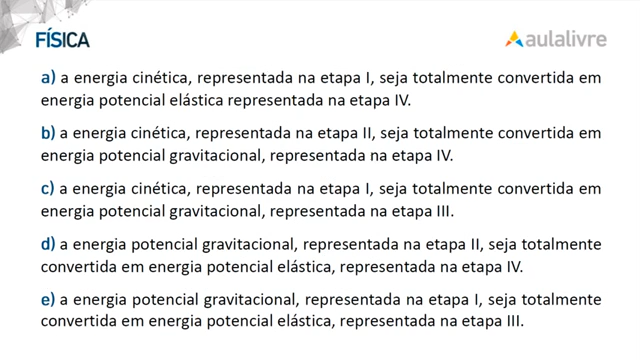 FÍSICA
aulalivre
a) a energia cinética, representada na etapa I, seja totalmente convertida em
energia potencial elástica representada na etapa IV.
b) a energia cinética, representada na etapa II, seja totalmente convertida em
energia potencial gravitacional, representada na etapa IV.
c) a energia cinética, representada na etapa I, seja totalmente convertida em
energia potencial gravitacional, representada na etapa III.
d) a energia potencial gravitacional, representada na etapa II, seja totalmente
convertida em energia potencial elástica, representada na etapa IV.
e) a energia potencial gravitacional, representada na etapa I, seja totalmente
convertida em energia potencial elástica, representada na etapa III.